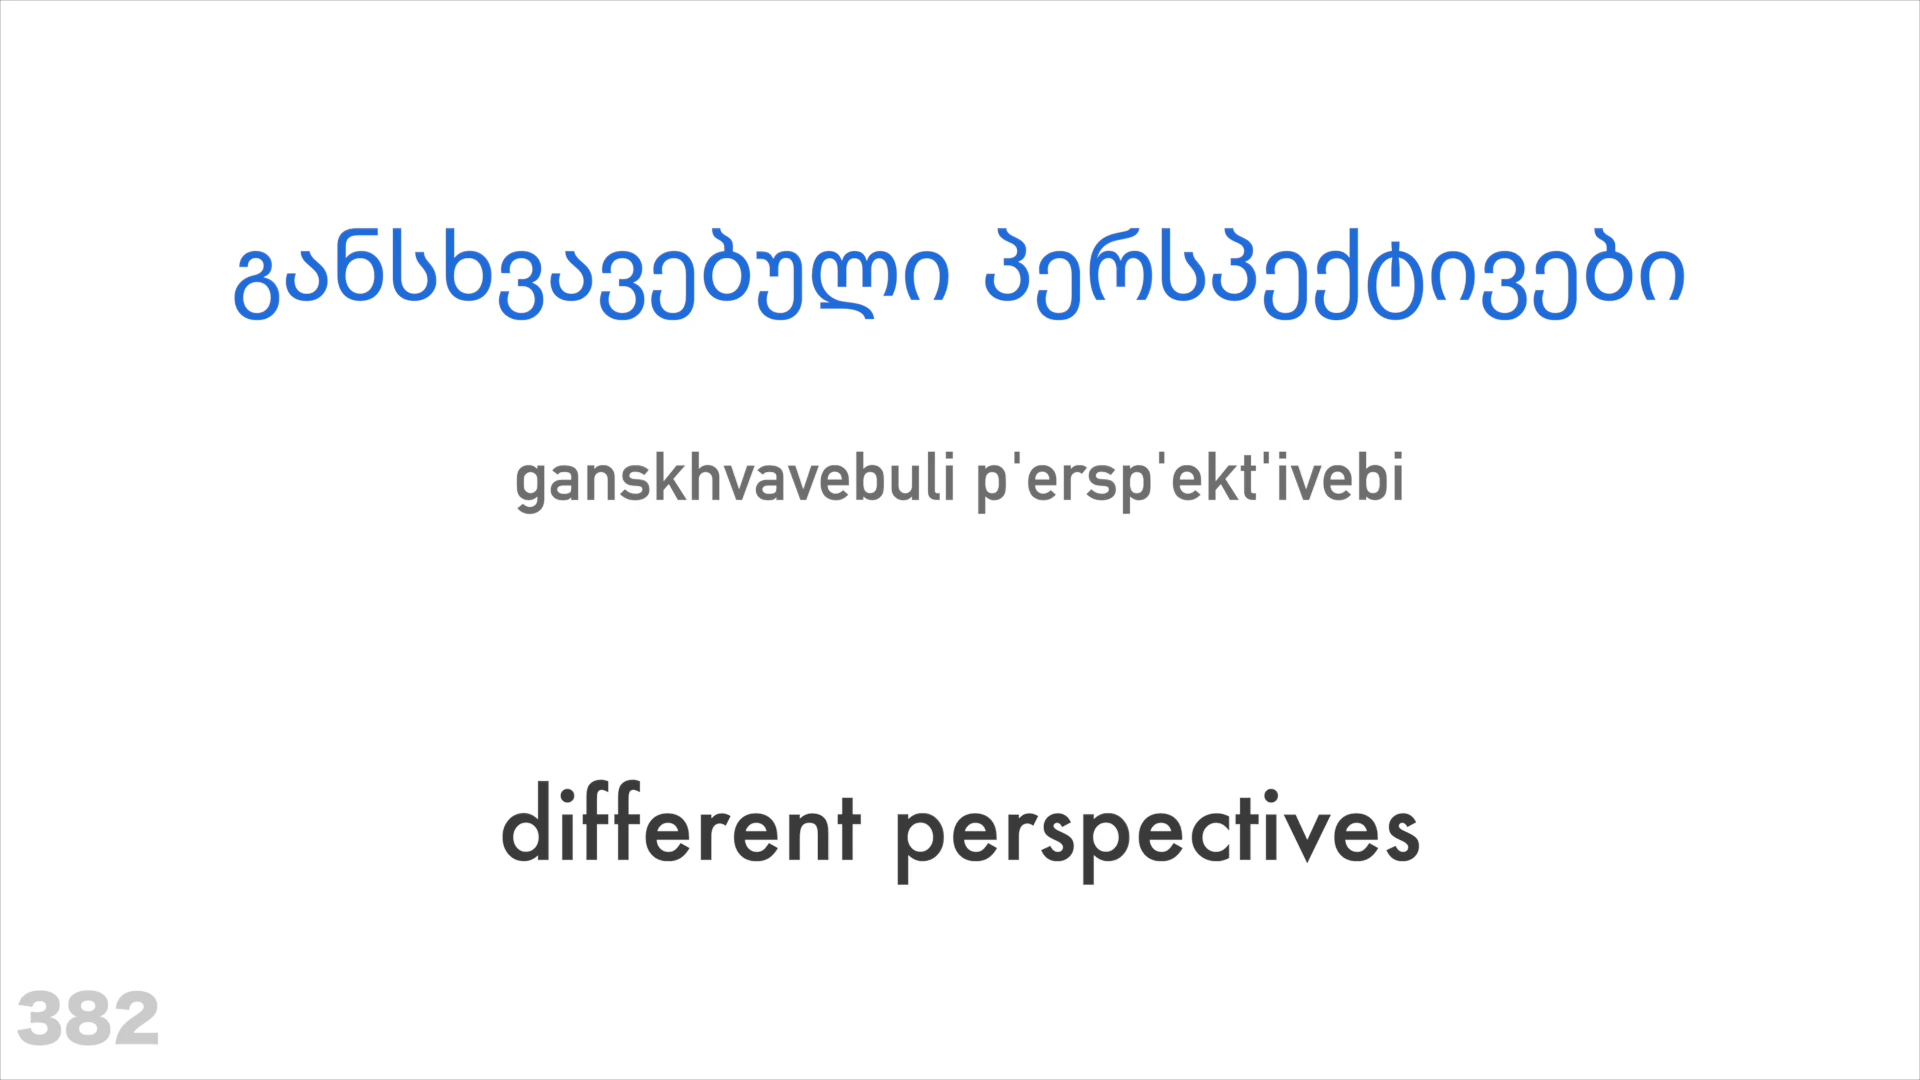 განსხვავებული პერსპექტივები
ganskhvavebuli p'ersp'ekt'ivebi
different perspectives
382